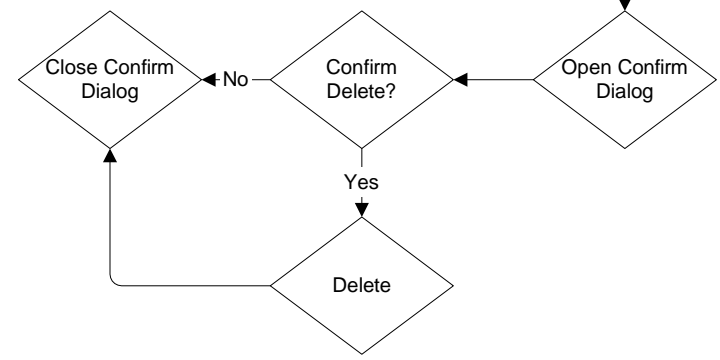 Close Confirm
Dialog
No
Confirm
Delete?
Open Confirm
Dialog
Yes
Delete